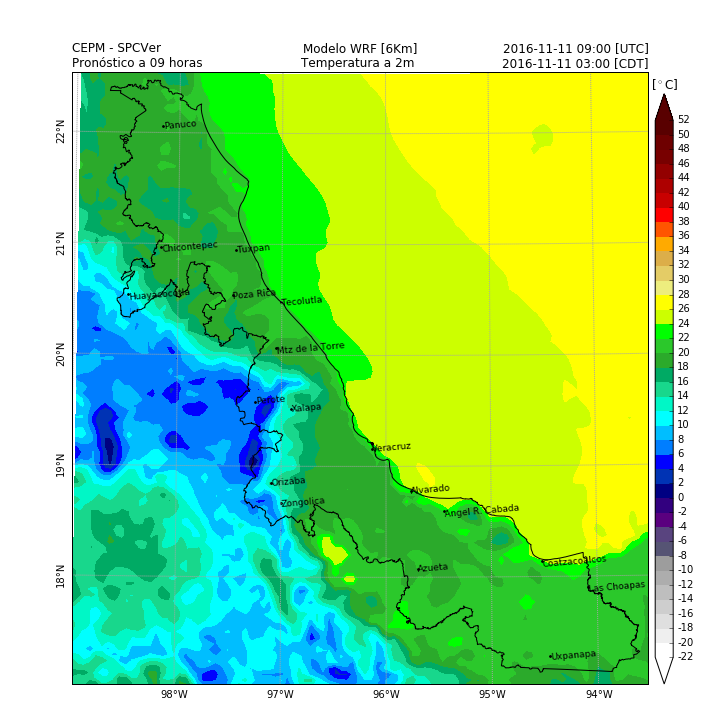 CEPM - SPCVer Modelo WRF [6Km] 2016-11-11 09:00 [UTC]
Pronóstico a 09 horas Temperatura a 2m 2016-11-11 03:00 [CDT]
[°C]
52
50
48
46
44
42
40
38
36
34
32
30
28
26
24
22
20
18
16
14
12
10
8
6
4
2
0
-2
-4
-6
-8
-10
-12
-14
-16
-18
-20
-22
22°N
21°N
20°N
19°N
18°N
Panuco
Chicontepec
Tuxpan
Huayacocotla
Poza Rica
Tecolutla
Mtz de la Torre
Perote
Xalapa
Veracruz
Orizaba
Zongolica
Alvarado
Angel R. Cabada
Azueta
Coatzacoalcos
Las Choapas
Uxpanapa
98°W 97°W 96°W 95°W 94°W